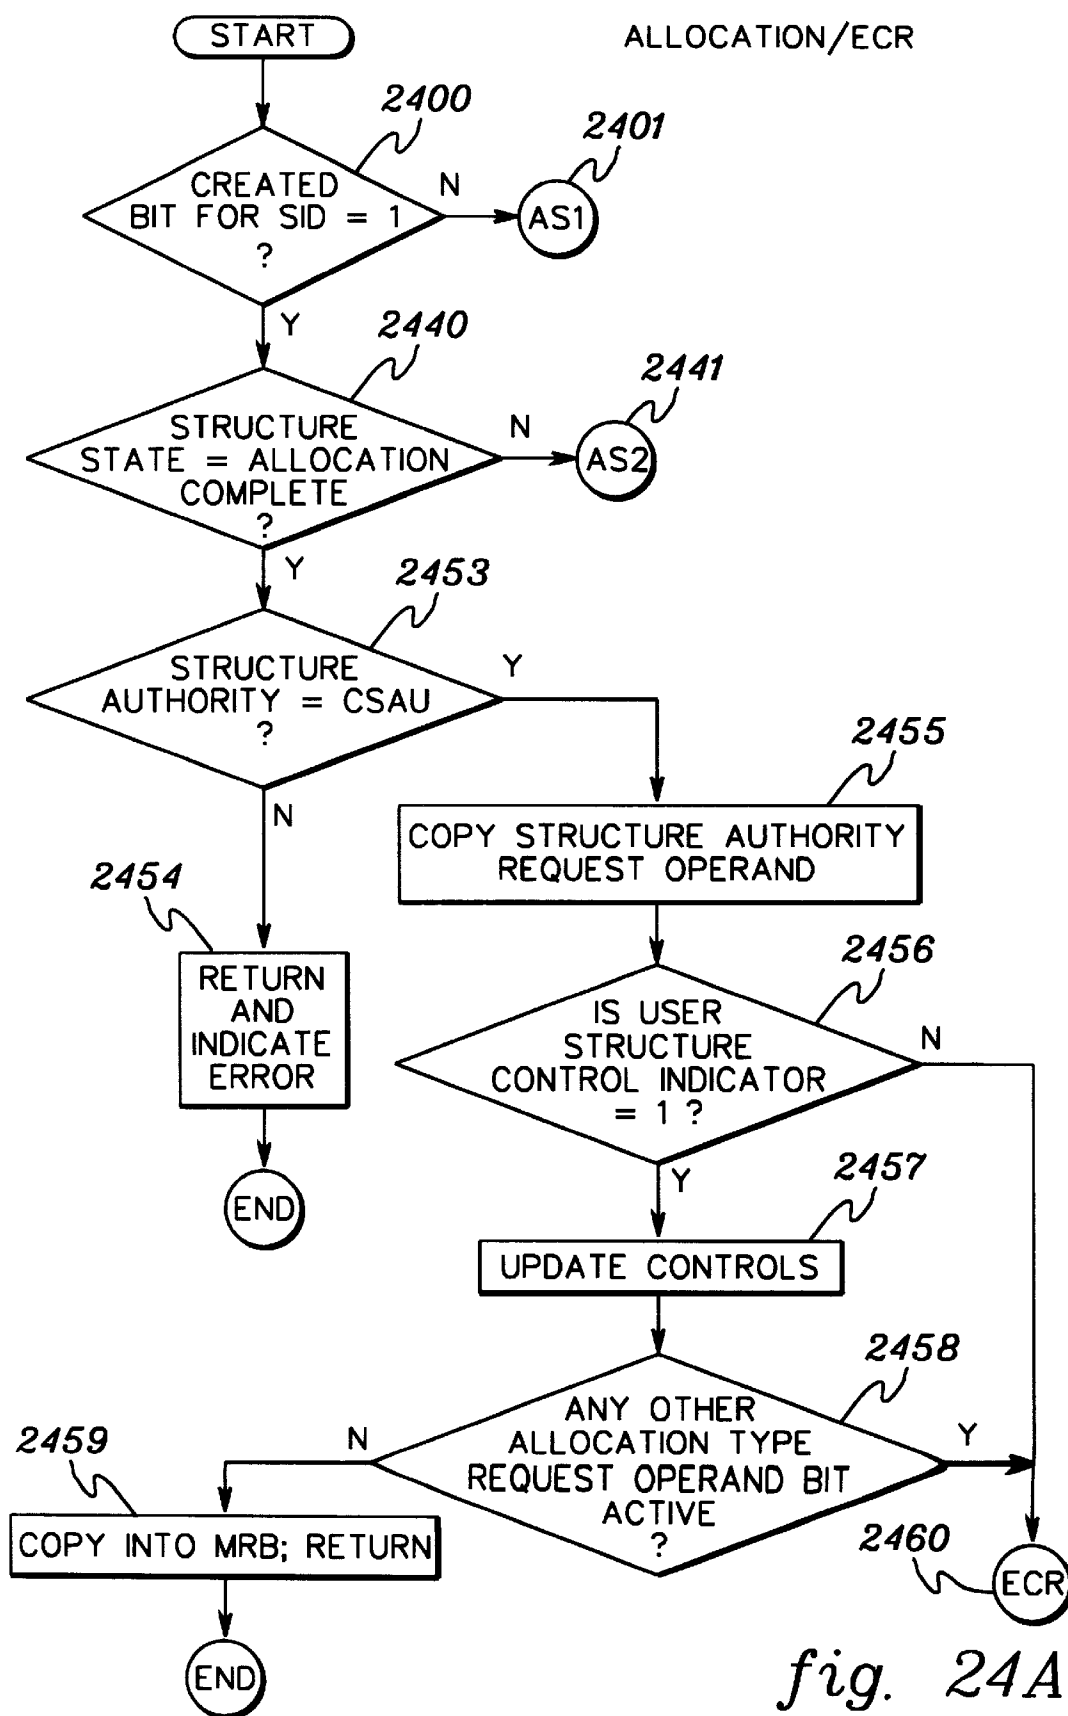 START
ALLOCATION/ECR
2400
2401
CREATED
BIT FOR SID = 1
?
N
AS1
Y
2440
2441
STRUCTURE
STATE = ALLOCATION
COMPLETE
?
N
AS2
Y
2453
STRUCTURE
AUTHORITY = CSAU
?
Y
N
2455
COPY STRUCTURE AUTHORITY
REQUEST OPERAND
2454
RETURN
AND
INDICATE
ERROR
END
2456
IS USER
STRUCTURE
CONTROL INDICATOR
= 1 ?
N
Y
2457
UPDATE CONTROLS
2458
ANY OTHER
ALLOCATION TYPE
REQUEST OPERAND BIT
ACTIVE
?
N
Y
2459
COPY INTO MRB; RETURN
END
2460
ECR
fig. 24A